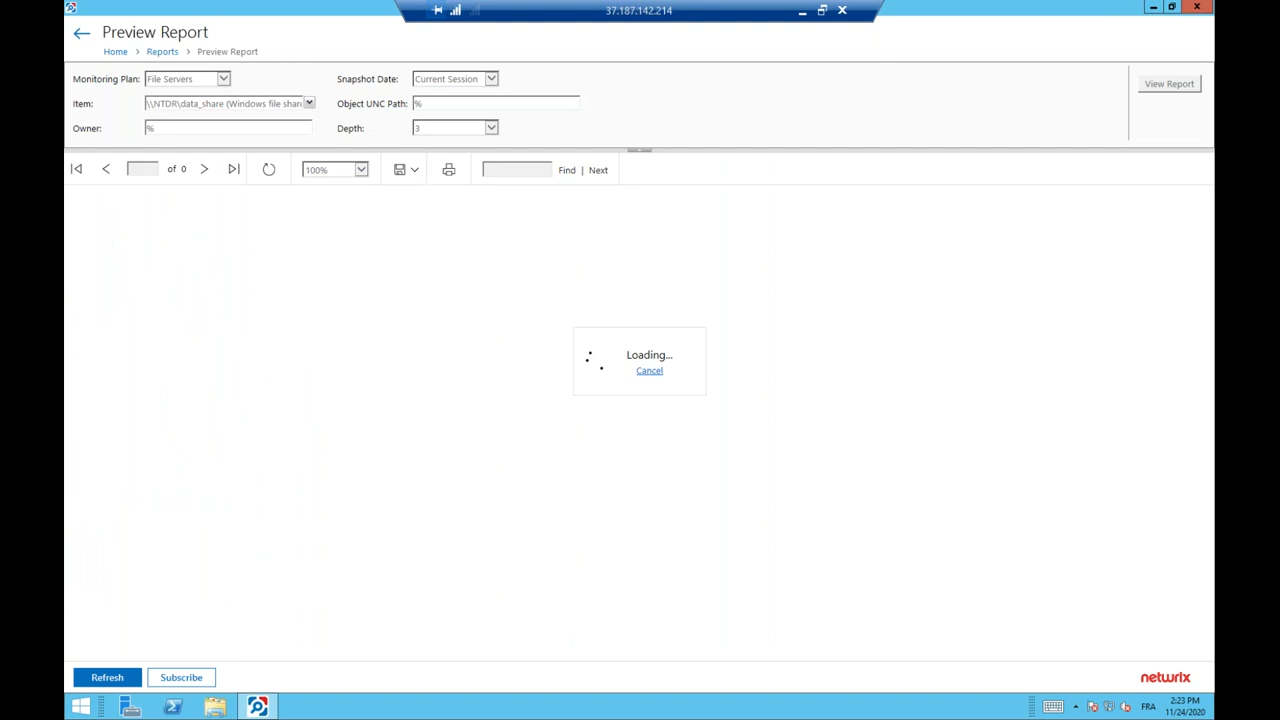 37.187.142.214
Preview Report
Home > Reports > Preview Report
Monitoring Plan: File Servers Snapshot Date: Current Session View Report
Item: \\NTDR\data_share (Windows file shar Object UNC Path: %
Owner: % Depth: 3
of 0 100% Find | Next
Loading...
Cancel
Refresh Subscribe netwrix
FRA 2:23 PM
11/24/2020